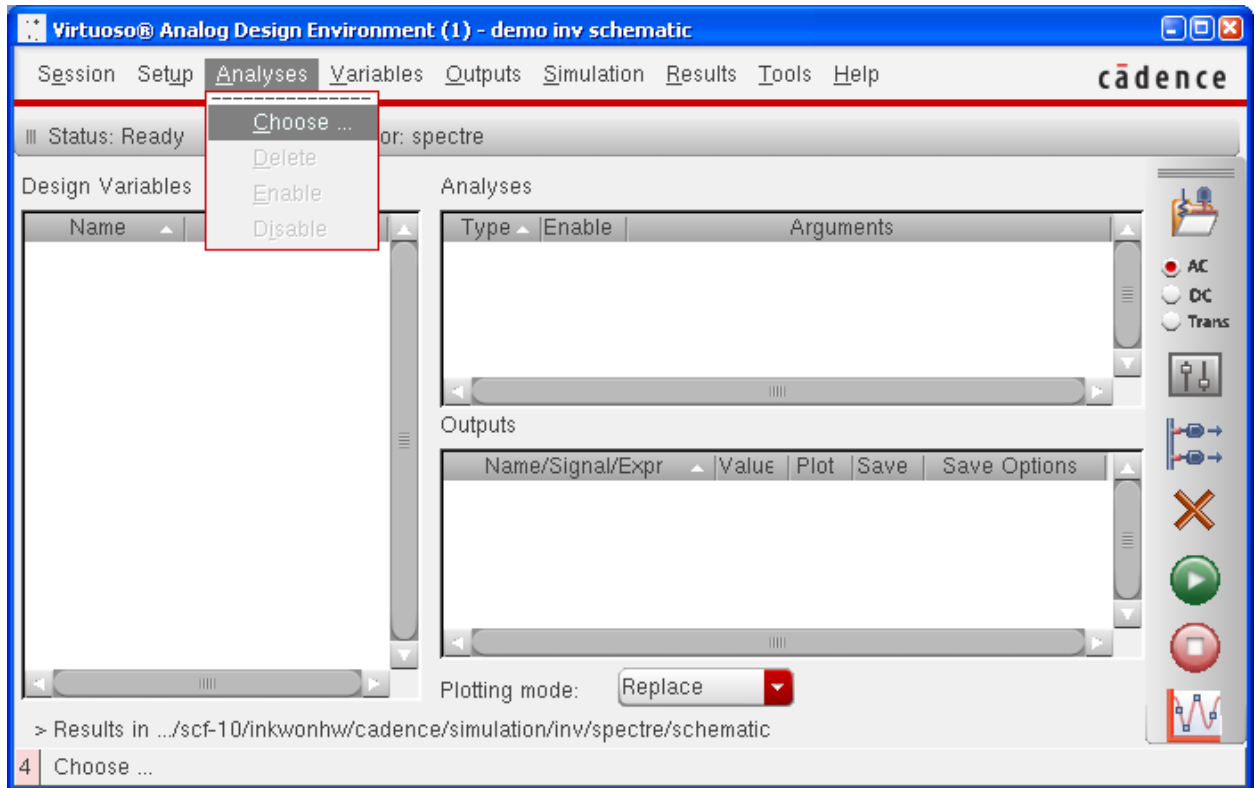 Virtuoso® Analog Design Environment (1) - demo inv schematic
Session Setup Analyses Variables Outputs Simulation Results Tools Help
cādence
Choose ...
Delete
Enable
Disable
Status: Ready
or: spectre
Design Variables
Name
Analyses
Type Enable Arguments
AC
DC
Trans
Outputs
Name/Signal/Expr Value Plot Save Save Options
Plotting mode: Replace
> Results in .../scf-10/inkwonhw/cadence/simulation/inv/spectre/schematic
4 Choose ...